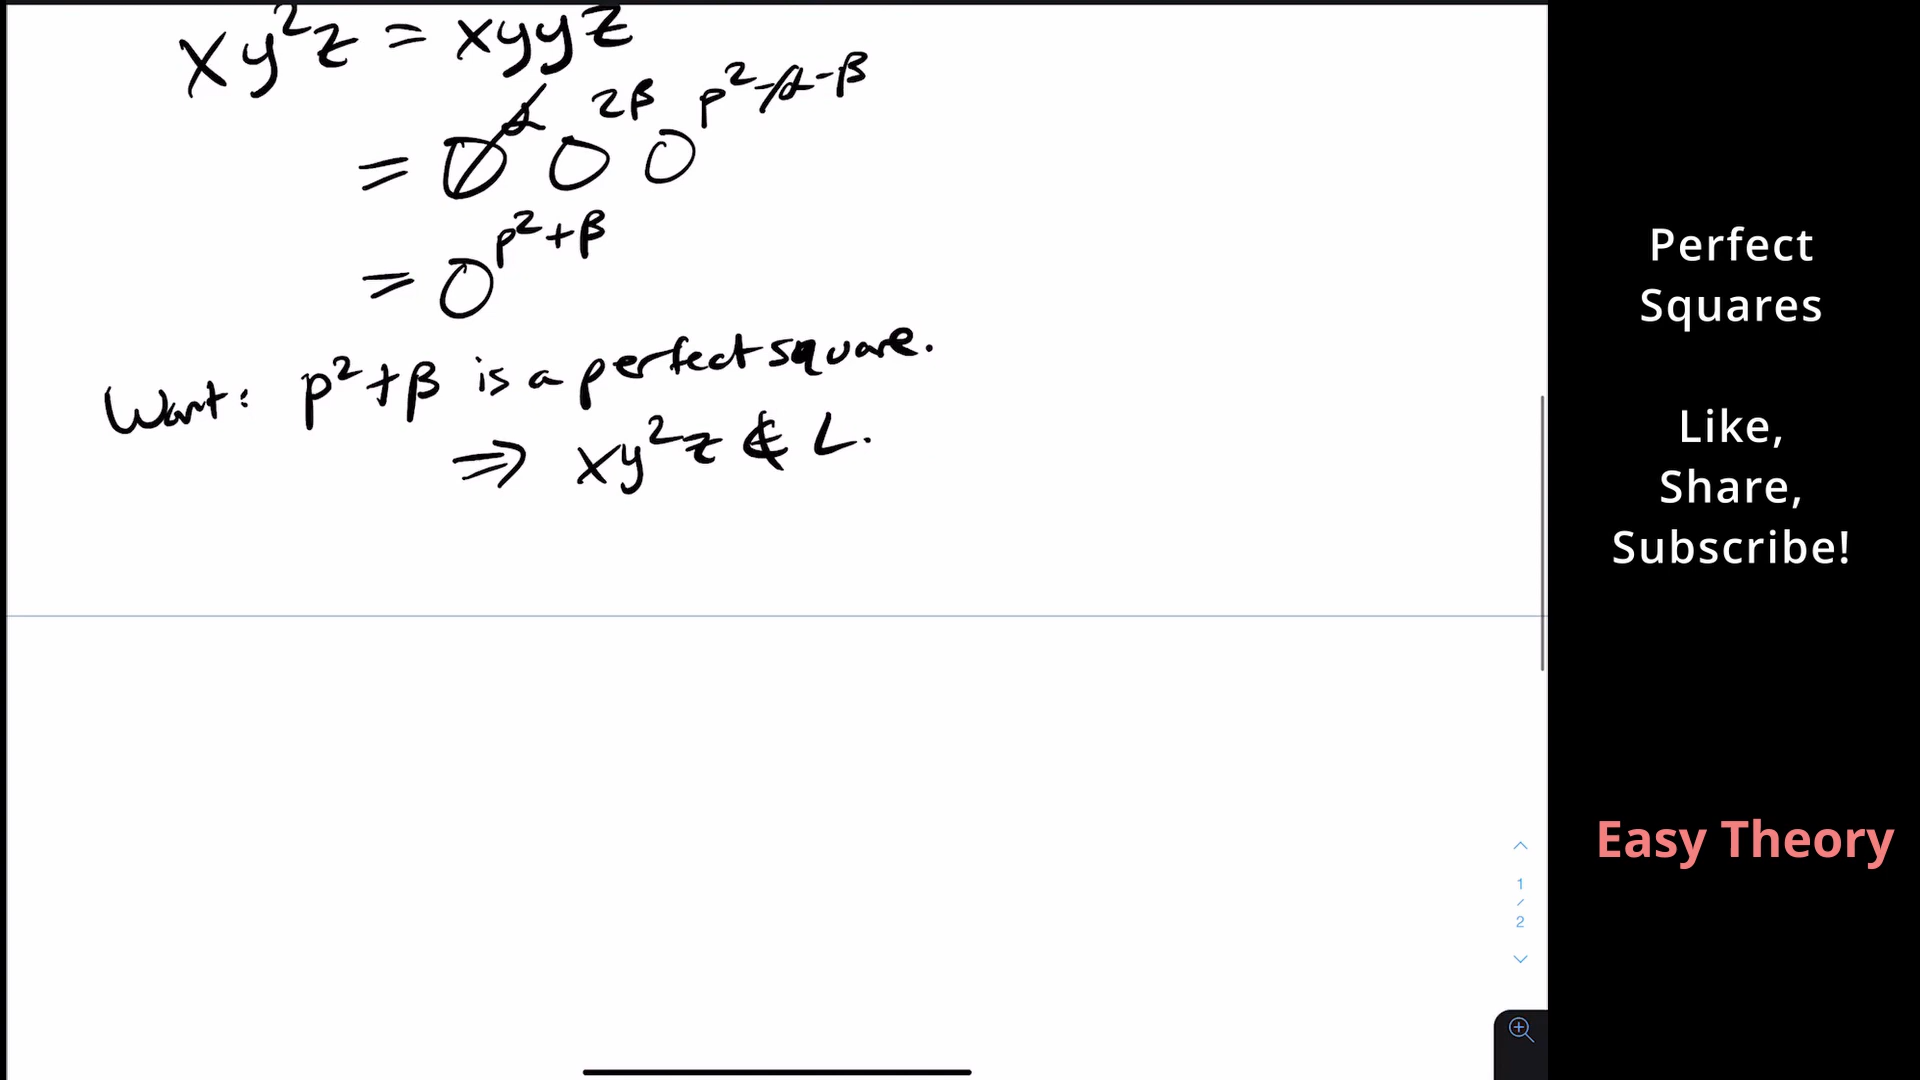 xy²z = xyyz
= 0^α 0^2β 0^p²-α-β
= 0^p²+β
Want: p²+β is a perfect square.
⇒ xy²z ∉ L.
Perfect
Squares
Like,
Share,
Subscribe!
Easy Theory
1
/
2